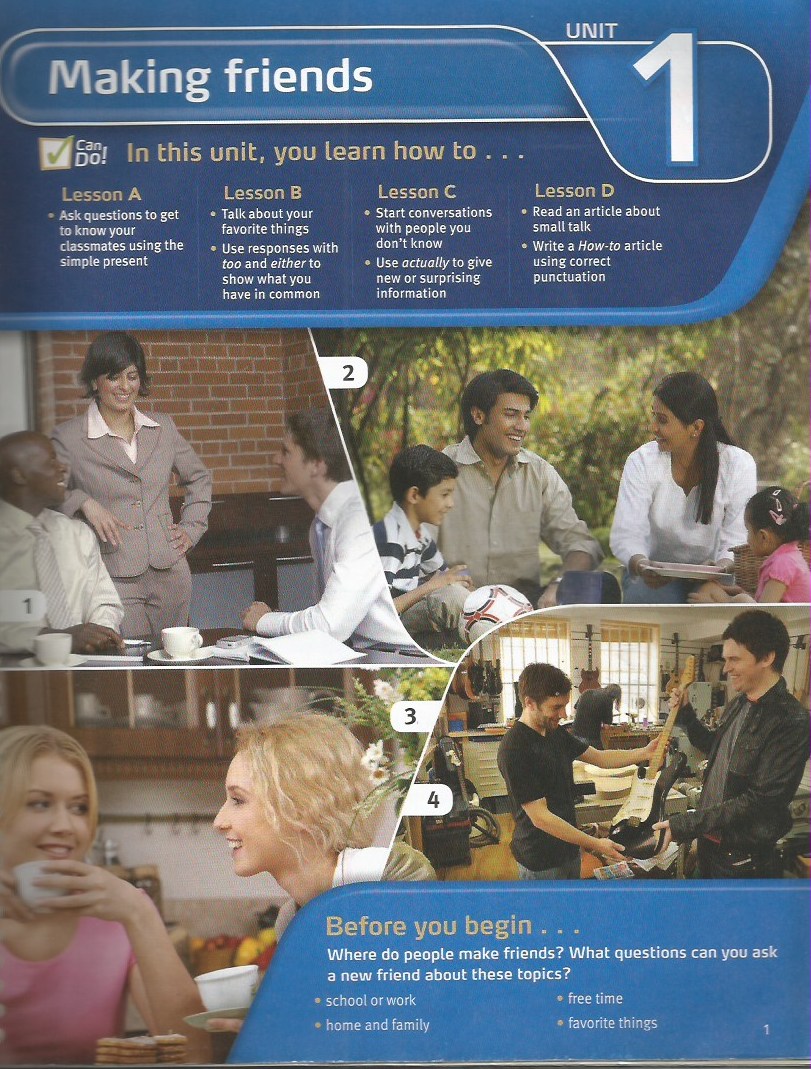 UNIT
1
Making friends
Can
Do!
In this unit, you learn how to . . .
Lesson A
• Ask questions to get
to know your
classmates using the
simple present
Lesson B
• Talk about your
favorite things
• Use responses with
too and either to
show what you
have in common
Lesson C
• Start conversations
with people you
don't know
• Use actually to give
new or surprising
information
Lesson D
• Read an article about
small talk
• Write a How-to article
using correct
punctuation
2
1
3
4
Before you begin . . .
Where do people make friends? What questions can you ask
a new friend about these topics?
• school or work
• home and family
• free time
• favorite things
1